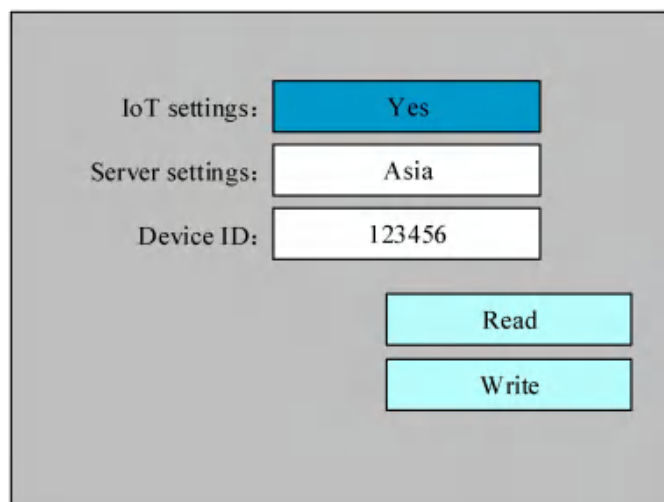 IoT settings: Yes
Server settings: Asia
Device ID: 123456
Read
Write